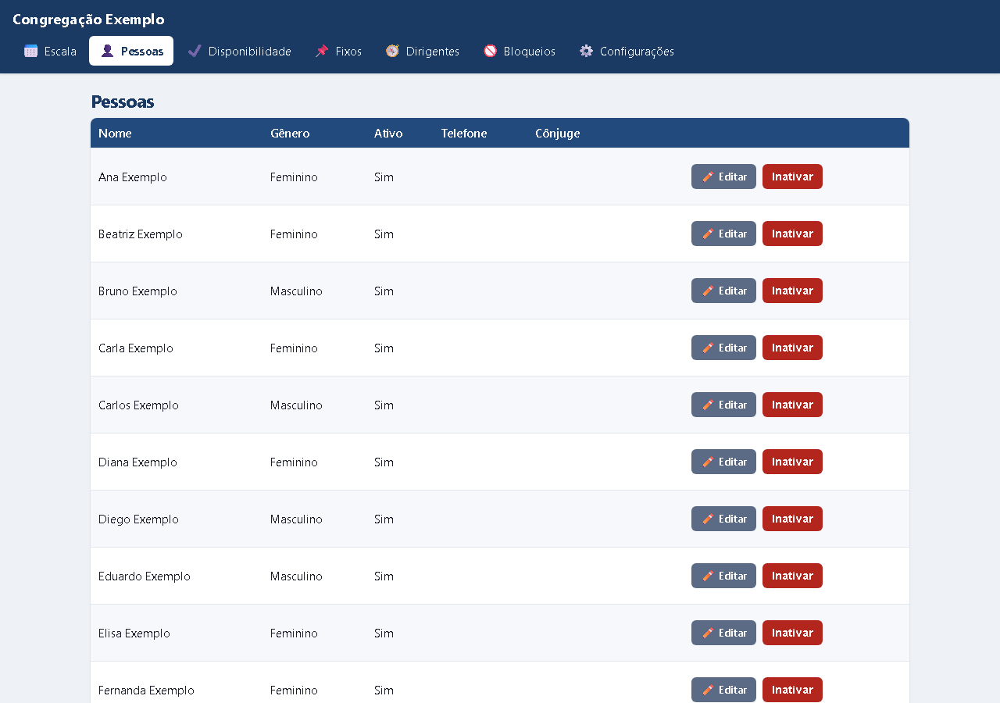 Congregação Exemplo
Escala Pessoas Disponibilidade Fixos Dirigentes Bloqueios Configurações
Pessoas
Nome Gênero Ativo Telefone Cônjuge
Ana Exemplo Feminino Sim Editar Inativar
Beatriz Exemplo Feminino Sim Editar Inativar
Bruno Exemplo Masculino Sim Editar Inativar
Carla Exemplo Feminino Sim Editar Inativar
Carlos Exemplo Masculino Sim Editar Inativar
Diana Exemplo Feminino Sim Editar Inativar
Diego Exemplo Masculino Sim Editar Inativar
Eduardo Exemplo Masculino Sim Editar Inativar
Elisa Exemplo Feminino Sim Editar Inativar
Fernanda Exemplo Feminino Sim Editar Inativar